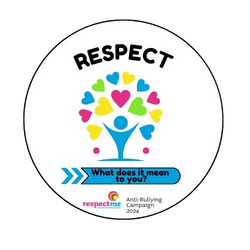 RESPECT
What does it mean
to you?
respectme
Anti-Bullying
Campaign
2024